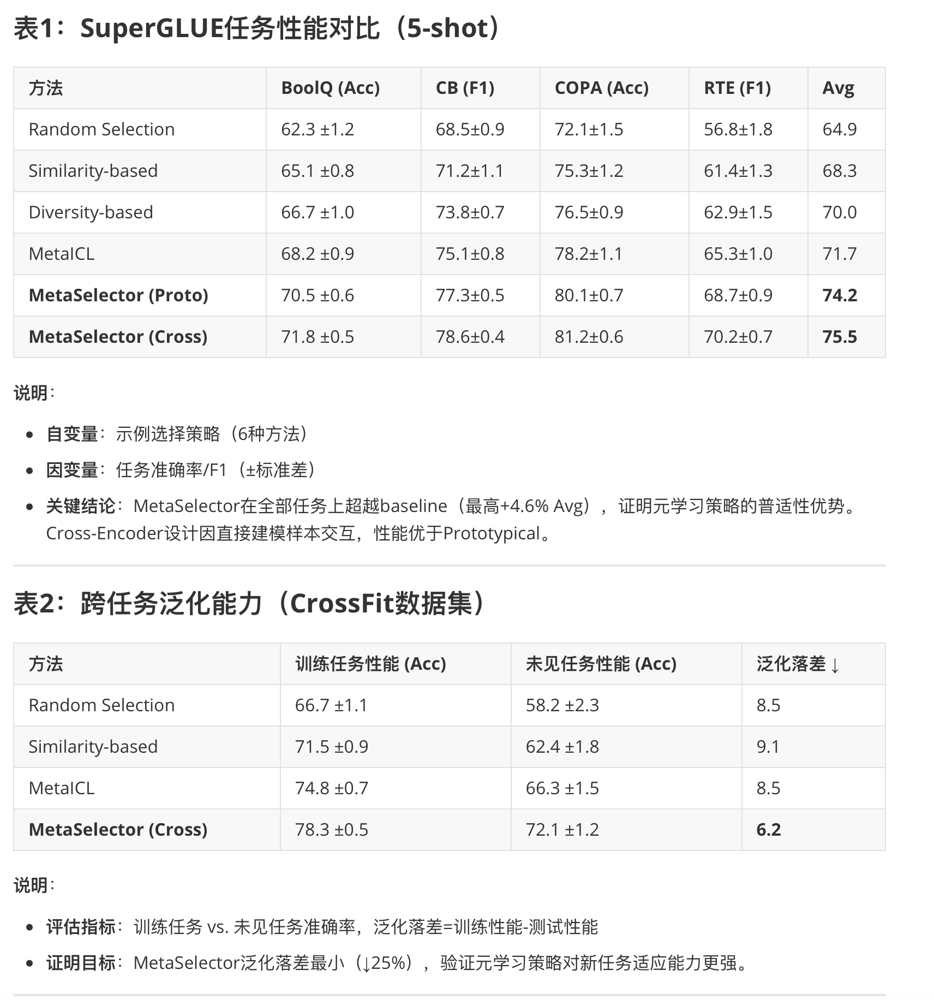 表1：SuperGLUE任务性能对比（5-shot）
方法 BoolQ (Acc) CB (F1) COPA (Acc) RTE (F1) Avg
Random Selection 62.3 ±1.2 68.5±0.9 72.1±1.5 56.8±1.8 64.9
Similarity-based 65.1 ±0.8 71.2±1.1 75.3±1.2 61.4±1.3 68.3
Diversity-based 66.7 ±1.0 73.8±0.7 76.5±0.9 62.9±1.5 70.0
MetaICL 68.2 ±0.9 75.1±0.8 78.2±1.1 65.3±1.0 71.7
MetaSelector (Proto) 70.5 ±0.6 77.3±0.5 80.1±0.7 68.7±0.9 74.2
MetaSelector (Cross) 71.8 ±0.5 78.6±0.4 81.2±0.6 70.2±0.7 75.5
说明：
• 自变量：示例选择策略（6种方法）
• 因变量：任务准确率/F1（±标准差）
• 关键结论：MetaSelector在全部任务上超越baseline（最高+4.6% Avg），证明元学习策略的普适性优势。
Cross-Encoder设计因直接建模样本交互，性能优于Prototypical。
表2：跨任务泛化能力（CrossFit数据集）
方法 训练任务性能 (Acc) 未见任务性能 (Acc) 泛化落差 ↓
Random Selection 66.7 ±1.1 58.2 ±2.3 8.5
Similarity-based 71.5 ±0.9 62.4 ±1.8 9.1
MetaICL 74.8 ±0.7 66.3 ±1.5 8.5
MetaSelector (Cross) 78.3 ±0.5 72.1 ±1.2 6.2
说明：
• 评估指标：训练任务 vs. 未见任务准确率，泛化落差=训练性能-测试性能
• 证明目标：MetaSelector泛化落差最小（↓25%），验证元学习策略对新任务适应能力更强。